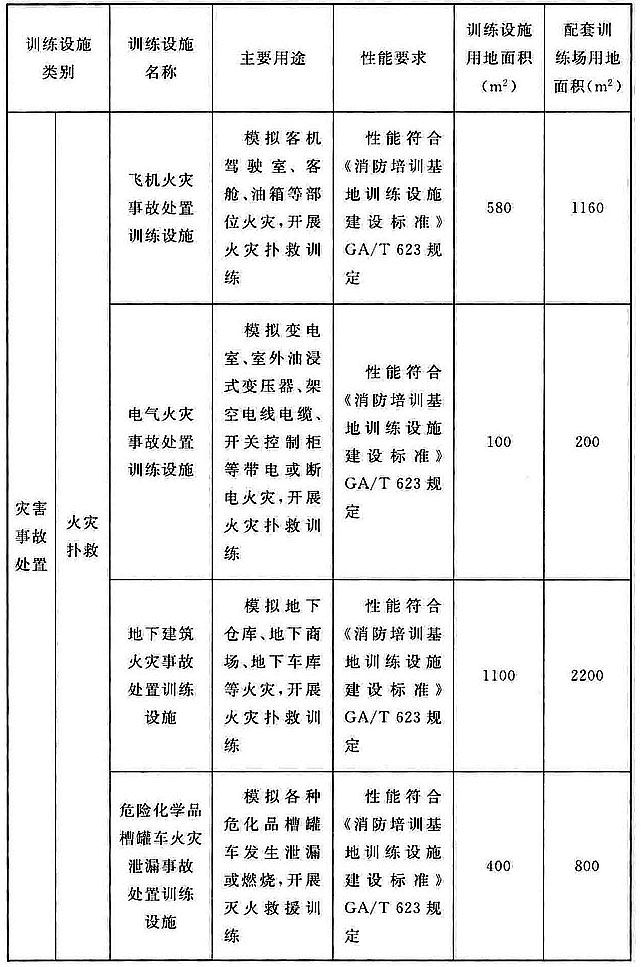 训练设施
类别
训练设施
名称
主要用途
性能要求
训练设施
用地面积
(m²)
配套训
练场用地
面积(m²)
灾害
事故
处置
火灾
扑救
飞机火灾
事故处置
训练设施
模拟客机
驾驶室、客
舱、油箱等部
位火灾,开展
火灾扑救训
练
性能符合
《消防培训基
地训练设施
建设标准》
GA/T 623 规
定
580
1160
电气火灾
事故处置
训练设施
模拟变电
室、室外油浸
式变压器、架
空电线电缆、
开关控制柜
等带电或断
电火灾,开展
火灾扑救训
练
性能符合
《消防培训基
地训练设施
建设标准》
GA/T 623 规
定
100
200
地下建筑
火灾事故
处置训练
设施
模拟地下
仓库、地下商
场、地下车库
等火灾,开展
火灾扑救训
练
性能符合
《消防培训基
地训练设施
建设标准》
GA/T 623 规
定
1100
2200
危险化学品
槽罐车火灾
泄漏事故
处置训练
设施
模拟各种
危化品槽罐
车发生泄漏
或燃烧,开展
灭火救援训
练
性能符合
《消防培训基
地训练设施
建设标准》
GA/T 623 规
定
400
800